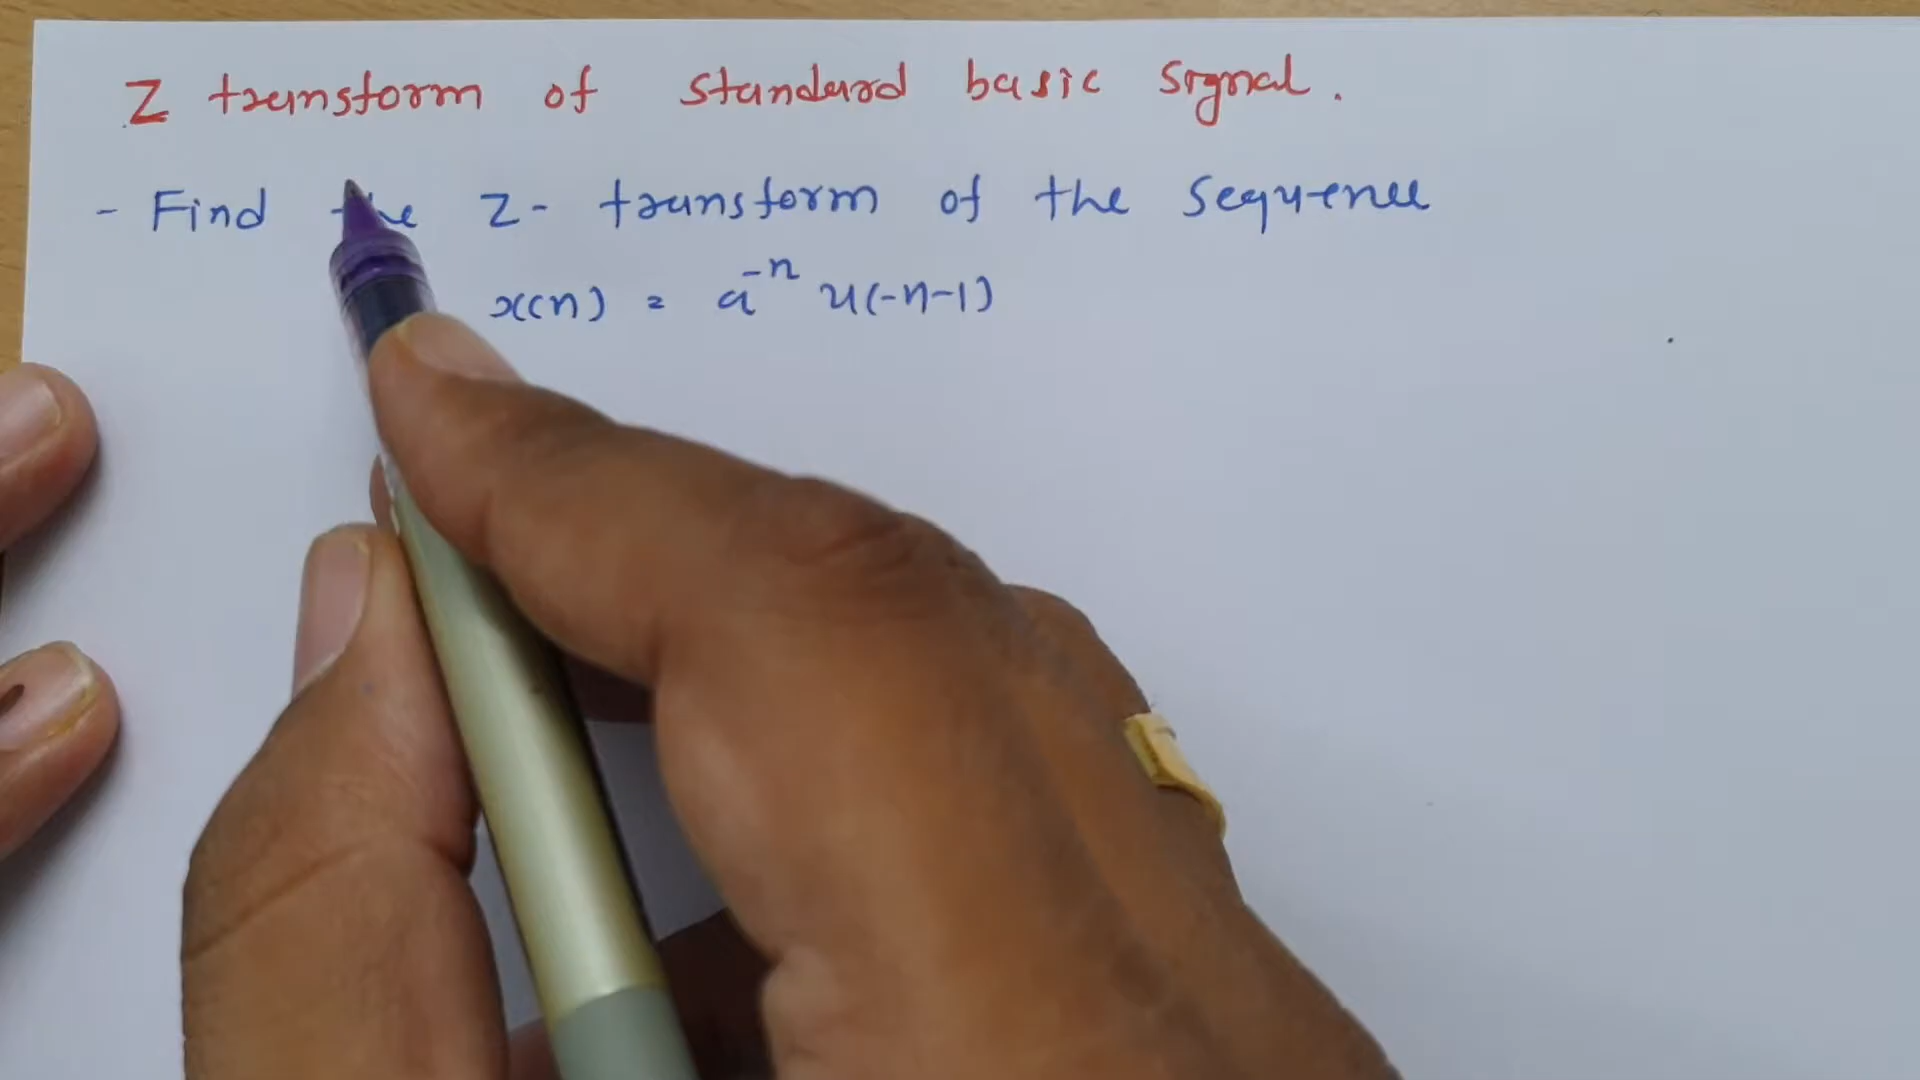 Z transform of standard basic signal.
- Find the Z- transform of the sequence
x(n) = a^-n u(-n-1)